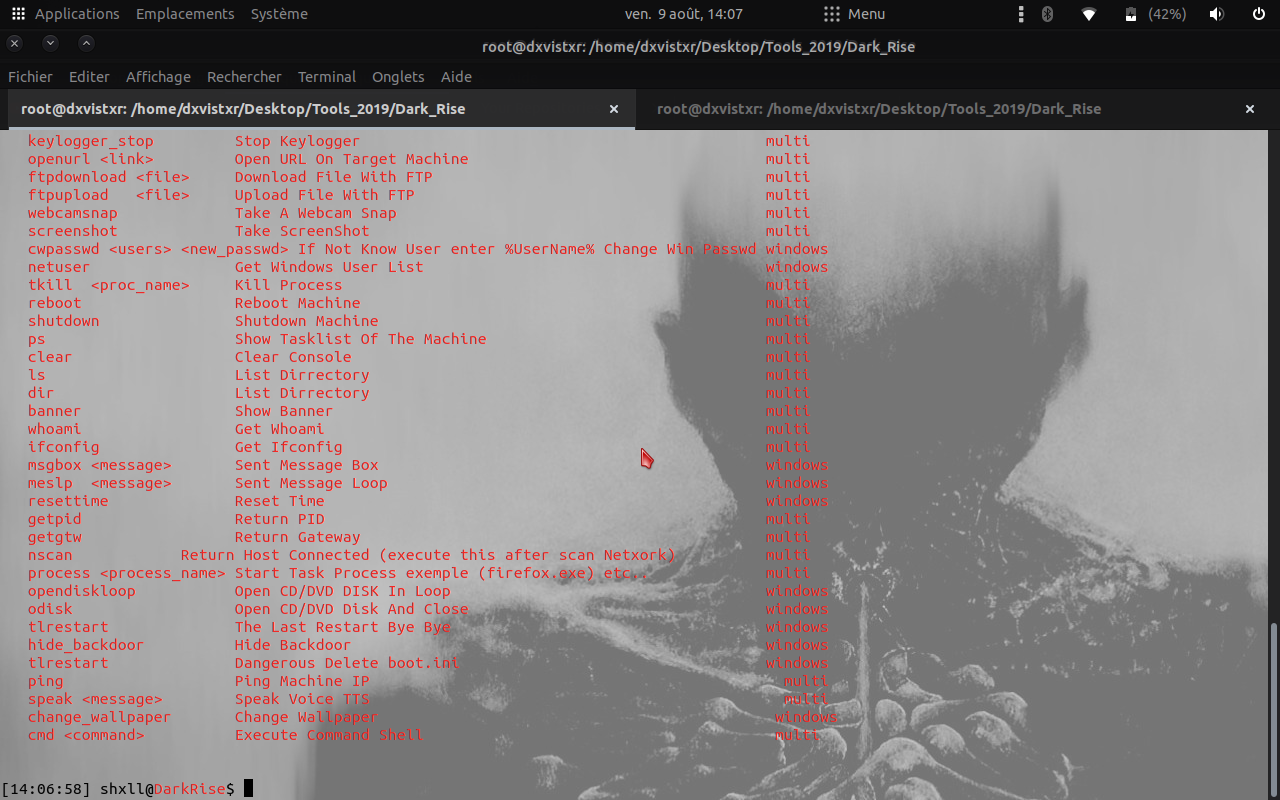 Applications Emplacements Système ven. 9 août, 14:07 Menu (42%)
root@dxvistxr: /home/dxvistxr/Desktop/Tools_2019/Dark_Rise
Fichier Editer Affichage Rechercher Terminal Onglets Aide
root@dxvistxr: /home/dxvistxr/Desktop/Tools_2019/Dark_Rise × root@dxvistxr: /home/dxvistxr/Desktop/Tools_2019/Dark_Rise ×
keylogger_stop Stop Keylogger multi
openurl <link> Open URL On Target Machine multi
ftpdownload <file> Download File With FTP multi
ftpupload <file> Upload File With FTP multi
webcamsnap Take A Webcam Snap multi
screenshot Take ScreenShot multi
cwpasswd <users> <new_passwd> If Not Know User enter %UserName% Change Win Passwd windows
netuser Get Windows User List windows
tkill <proc_name> Kill Process multi
reboot Reboot Machine multi
shutdown Shutdown Machine multi
ps Show Tasklist Of The Machine multi
clear Clear Console multi
ls List Dirrectory multi
dir List Dirrectory multi
banner Show Banner multi
whoami Get Whoami multi
ifconfig Get Ifconfig multi
msgbox <message> Sent Message Box windows
meslp <message> Sent Message Loop windows
resettime Reset Time windows
getpid Return PID multi
getgtw Return Gateway multi
nscan Return Host Connected (execute this after scan Netxork) multi
process <process_name> Start Task Process exemple (firefox.exe) etc.. multi
opendiskloop Open CD/DVD DISK In Loop windows
odisk Open CD/DVD Disk And Close windows
tlrestart The Last Restart Bye Bye windows
hide_backdoor Hide Backdoor windows
tlrestart Dangerous Delete boot.ini windows
ping Ping Machine IP multi
speak <message> Speak Voice TTS multi
change_wallpaper Change Wallpaper windows
cmd <command> Execute Command Shell multi
[14:06:58] shxll@DarkRise$